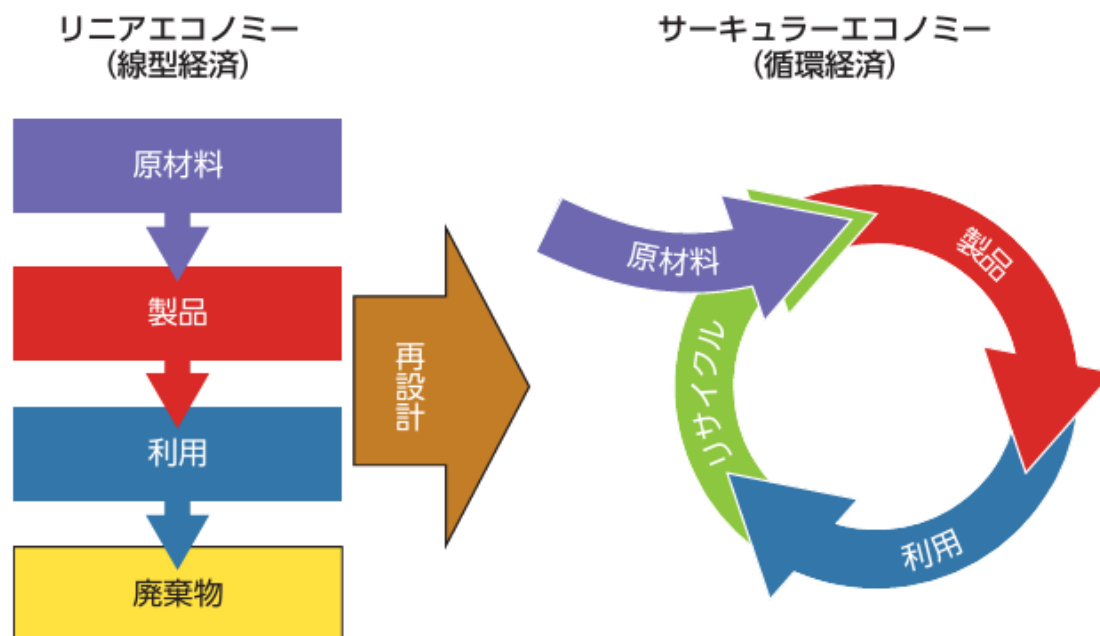 リニアエコノミー
(線型経済)
原材料
製品
利用
廃棄物
再設計
サーキュラーエコノミー
(循環経済)
原材料
製品
利用
リサイクル